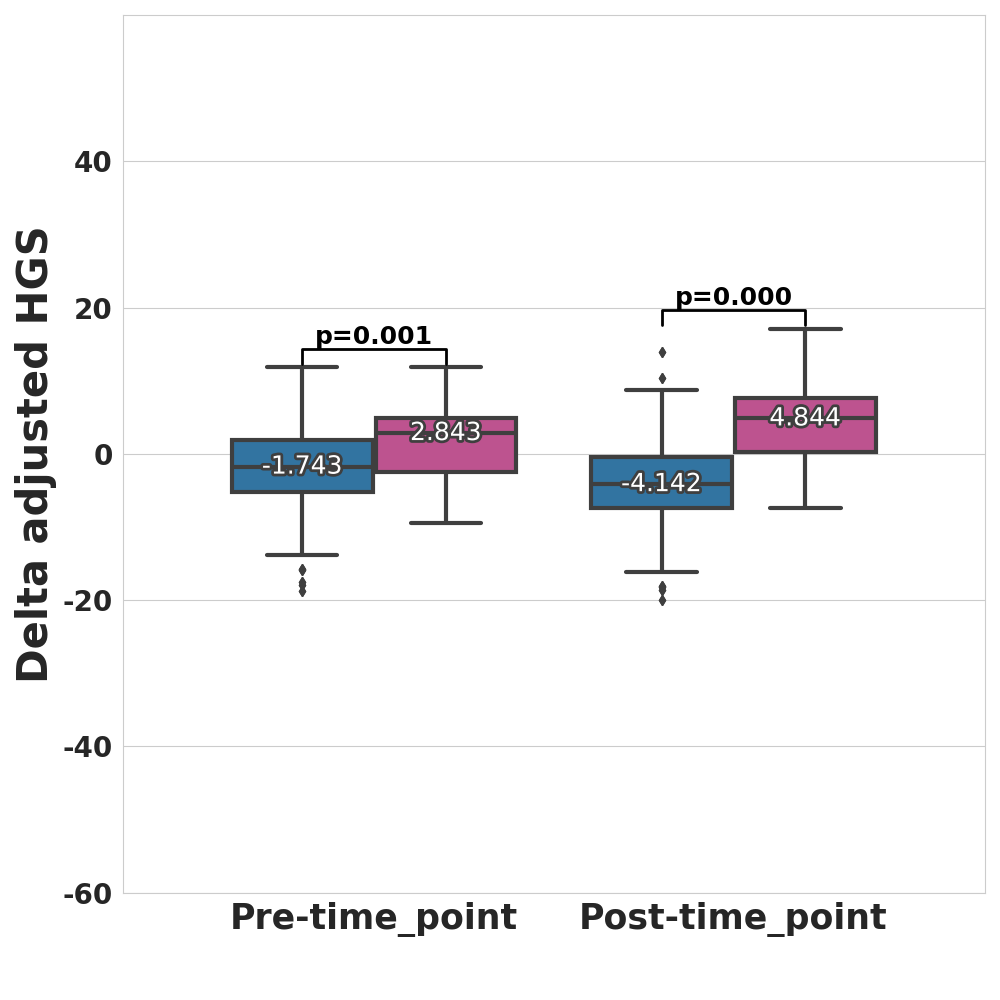 Delta adjusted HGS
40
20
0
-20
-40
-60
p=0.001
p=0.000
-1.743
2.843
-4.142
4.844
Pre-time_point
Post-time_point